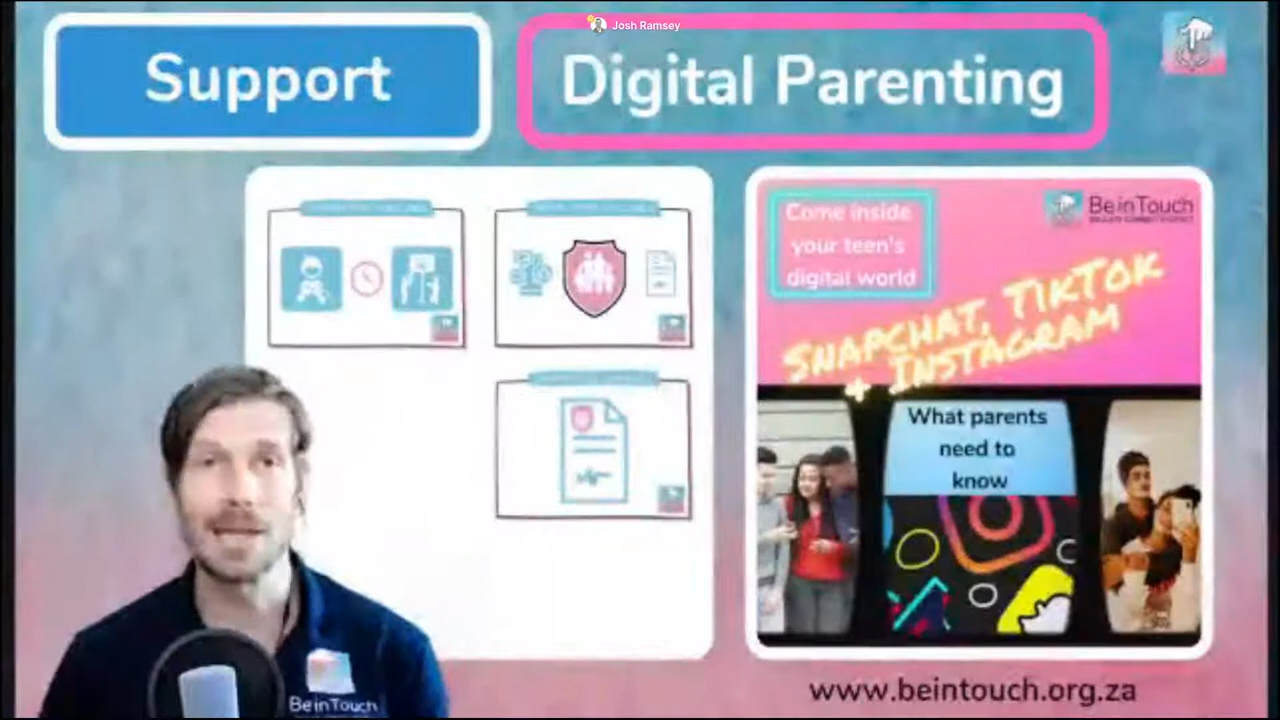 Josh Ramsey
Support
Digital Parenting
Come inside
your teen's
digital world
BeinTouch
SNAPCHAT, TIKTOK
+ INSTAGRAM
What parents
need to
know
BeinTouch
www.beintouch.org.za